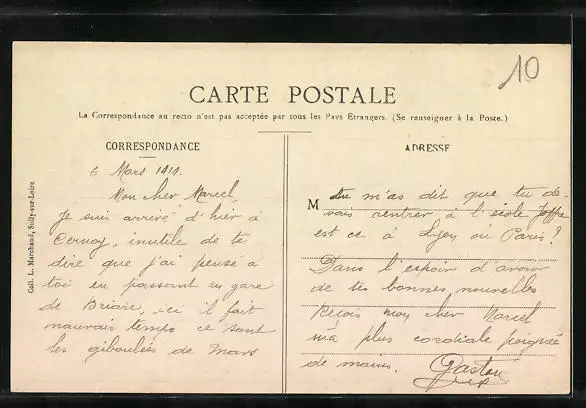 10
CARTE POSTALE
La Correspondance au recto n'est pas acceptée par tous les Pays Étrangers. (Se renseigner à la Poste.)
CORRESPONDANCE
ADRESSE
Coll. L. Marchand, Sully-sur-Loire
6 Mars 1919.
Mon cher Marcel,
Je suis arrivé d'hier à
Cernoy, inutile de te
dire que j'ai pensé à
toi en passant en gare
de Briare, ici il fait
mauvais temps ce sont
les giboulées de Mars
M tu m'as dit que tu de-
vais rentrer à l'école Joffre
est ce à Lyon ou Paris?
Dans l'espoir d'avoir
de tes bonnes nouvelles
Reçois mon cher Marcel
ma plus cordiale poignée
de mains. Gaston